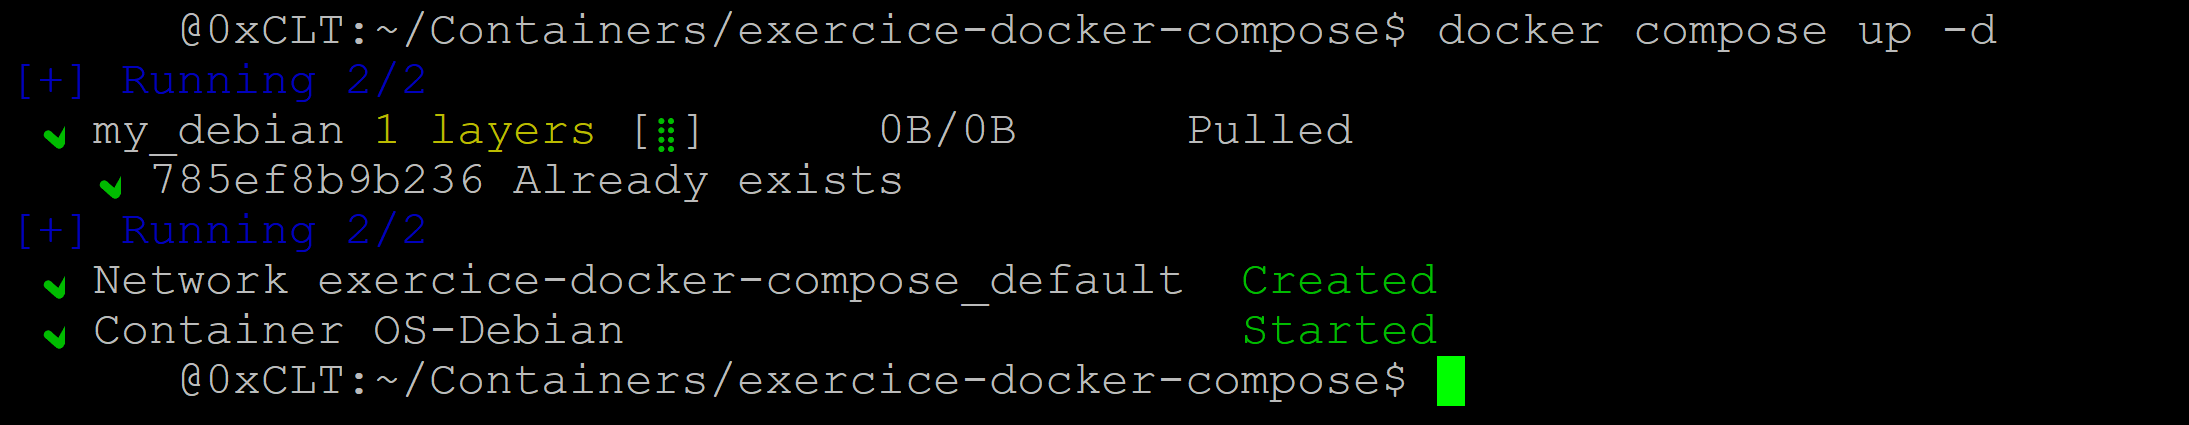 @0xCLT:~/Containers/exercice-docker-compose$ docker compose up -d
[+] Running 2/2
✔ my_debian 1 layers [⣿] 0B/0B Pulled
✔ 785ef8b9b236 Already exists
[+] Running 2/2
✔ Network exercice-docker-compose_default Created
✔ Container OS-Debian Started
@0xCLT:~/Containers/exercice-docker-compose$